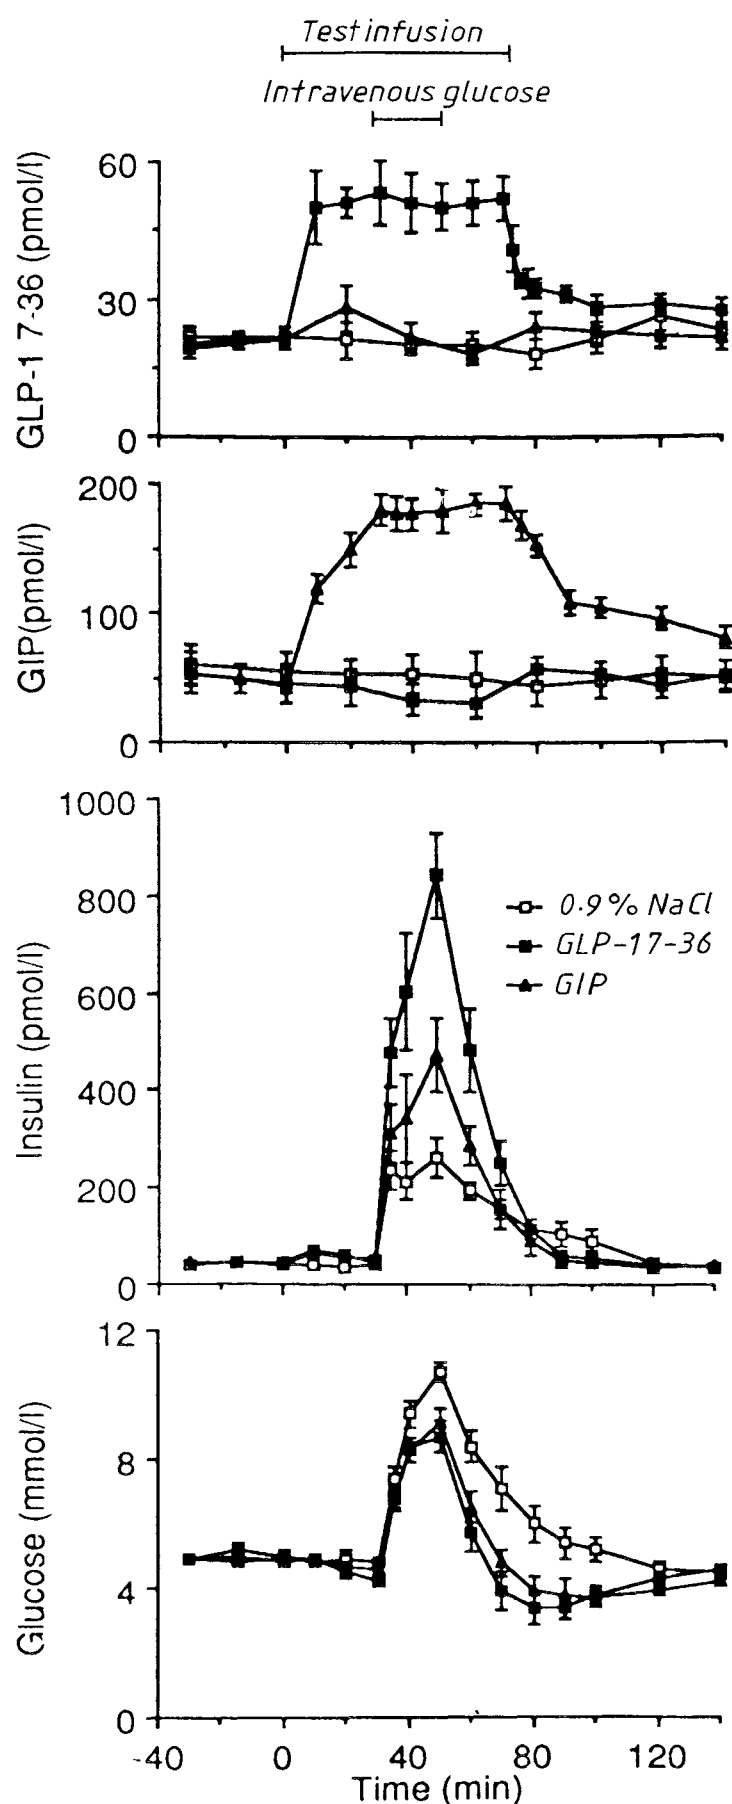 Test infusion
Intravenous glucose
GLP-1 7-36 (pmol/l)
60
30
0
GIP(pmol/l)
200
100
0
Insulin (pmol/l)
1000
800
600
400
200
0
0.9% NaCl
GLP-17-36
GIP
Glucose (mmol/l)
12
8
4
0
-40 0 40 80 120
Time (min)